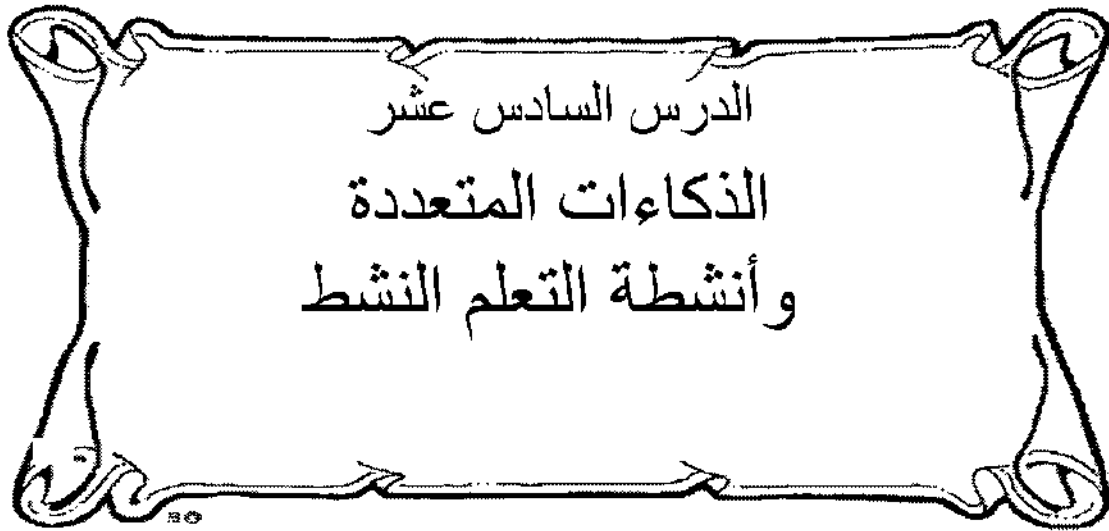 الدرس السادس عشر
الذكاءات المتعددة
وأنشطة التعلم النشط